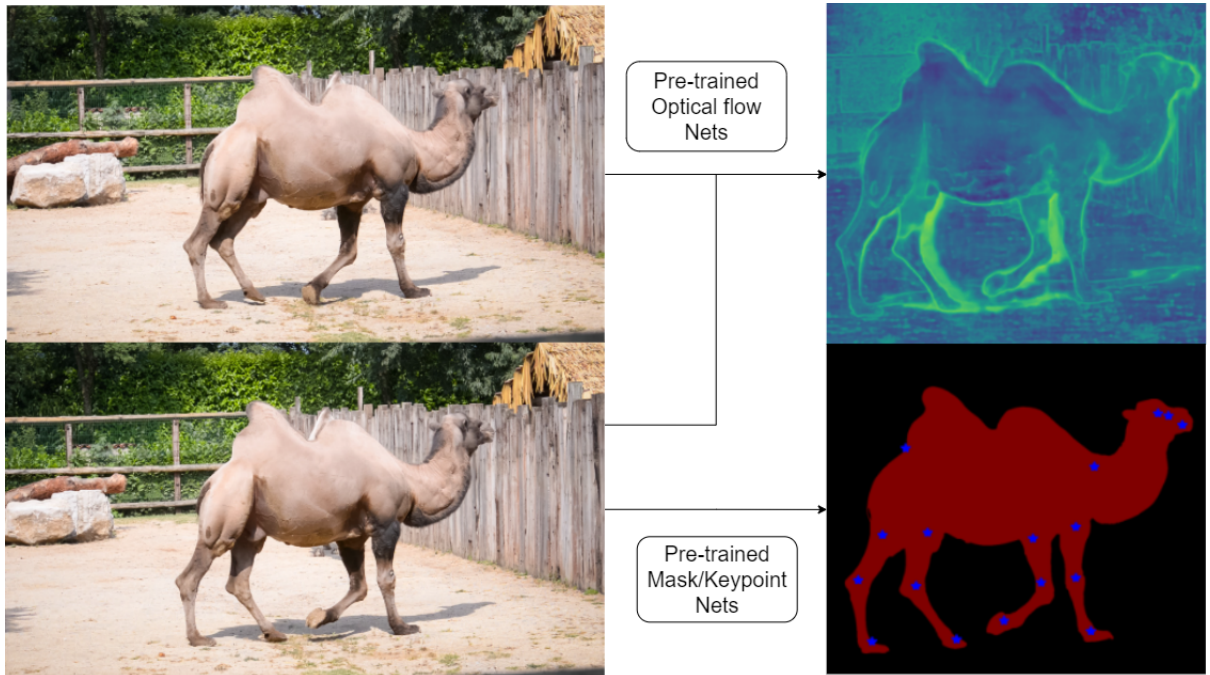 Pre-trained
Optical flow
Nets
Pre-trained
Mask/Keypoint
Nets